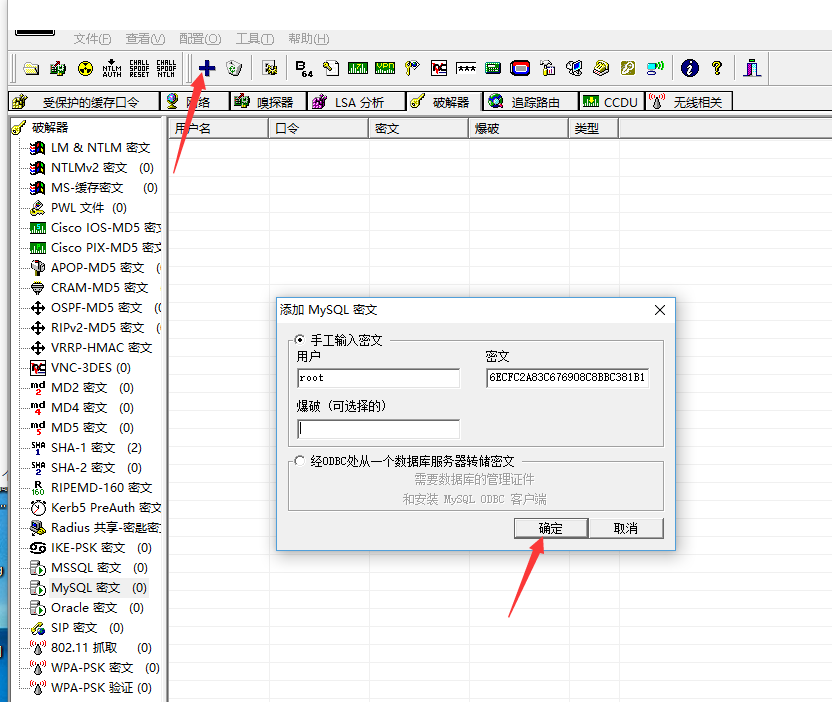 文件(F) 查看(V) 配置(O) 工具(T) 帮助(H)
NTLM AUTH
CHALL SPOOF RESET
CHALL SPOOF NTLM
B64
受保护的缓存口令 网络 嗅探器 LSA 分析 破解器 追踪路由 CCDU 无线相关
破解器
用户名 口令 密文 爆破 类型
LM & NTLM 密文
NTLMv2 密文 (0)
MS-缓存密文 (0)
PWL 文件 (0)
Cisco IOS-MD5 密文
Cisco PIX-MD5 密文
APOP-MD5 密文 (
CRAM-MD5 密文
OSPF-MD5 密文 (
RIPv2-MD5 密文 (
VRRP-HMAC 密文
VNC-3DES (0)
MD2 密文 (0)
MD4 密文 (0)
MD5 密文 (0)
SHA-1 密文 (2)
SHA-2 密文 (0)
RIPEMD-160 密文
Kerb5 PreAuth 密文
Radius 共享-密匙密文
IKE-PSK 密文 (0)
MSSQL 密文 (0)
MySQL 密文 (0)
Oracle 密文 (0)
SIP 密文 (0)
802.11 抓取 (0)
WPA-PSK 密文 (0)
WPA-PSK 验证 (0)
添加 MySQL 密文
手工输入密文
用户 密文
root 6ECFC2A83C676908C8BBC381B1
爆破 (可选择的)
经ODBC处从一个数据库服务器转储密文
需要数据库的管理证件
和安装 MySQL ODBC 客户端
确定 取消